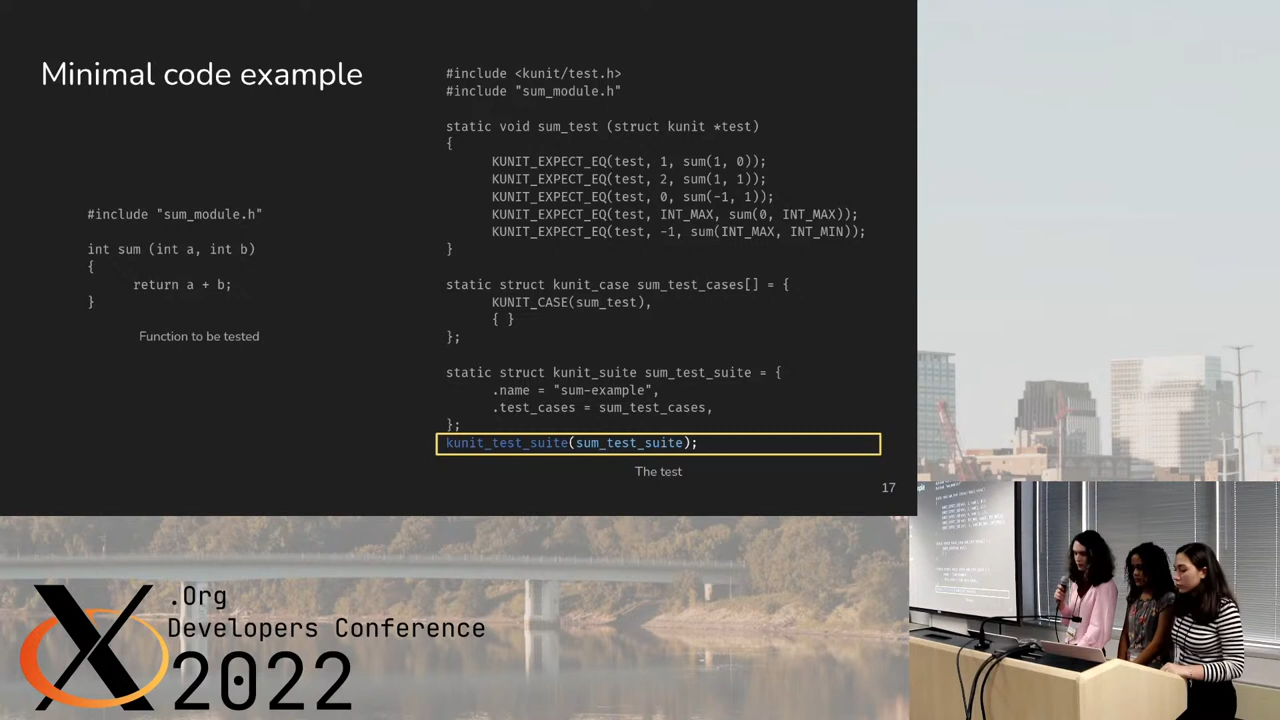 Minimal code example
#include "sum_module.h"
int sum (int a, int b)
{
return a + b;
}
Function to be tested
#include <kunit/test.h>
#include "sum_module.h"
static void sum_test (struct kunit *test)
{
KUNIT_EXPECT_EQ(test, 1, sum(1, 0));
KUNIT_EXPECT_EQ(test, 2, sum(1, 1));
KUNIT_EXPECT_EQ(test, 0, sum(-1, 1));
KUNIT_EXPECT_EQ(test, INT_MAX, sum(0, INT_MAX));
KUNIT_EXPECT_EQ(test, -1, sum(INT_MAX, INT_MIN));
}
static struct kunit_case sum_test_cases[] = {
KUNIT_CASE(sum_test),
{ }
};
static struct kunit_suite sum_test_suite = {
.name = "sum-example",
.test_cases = sum_test_cases,
};
kunit_test_suite(sum_test_suite);
The test
17
X.Org
Developers Conference
2022